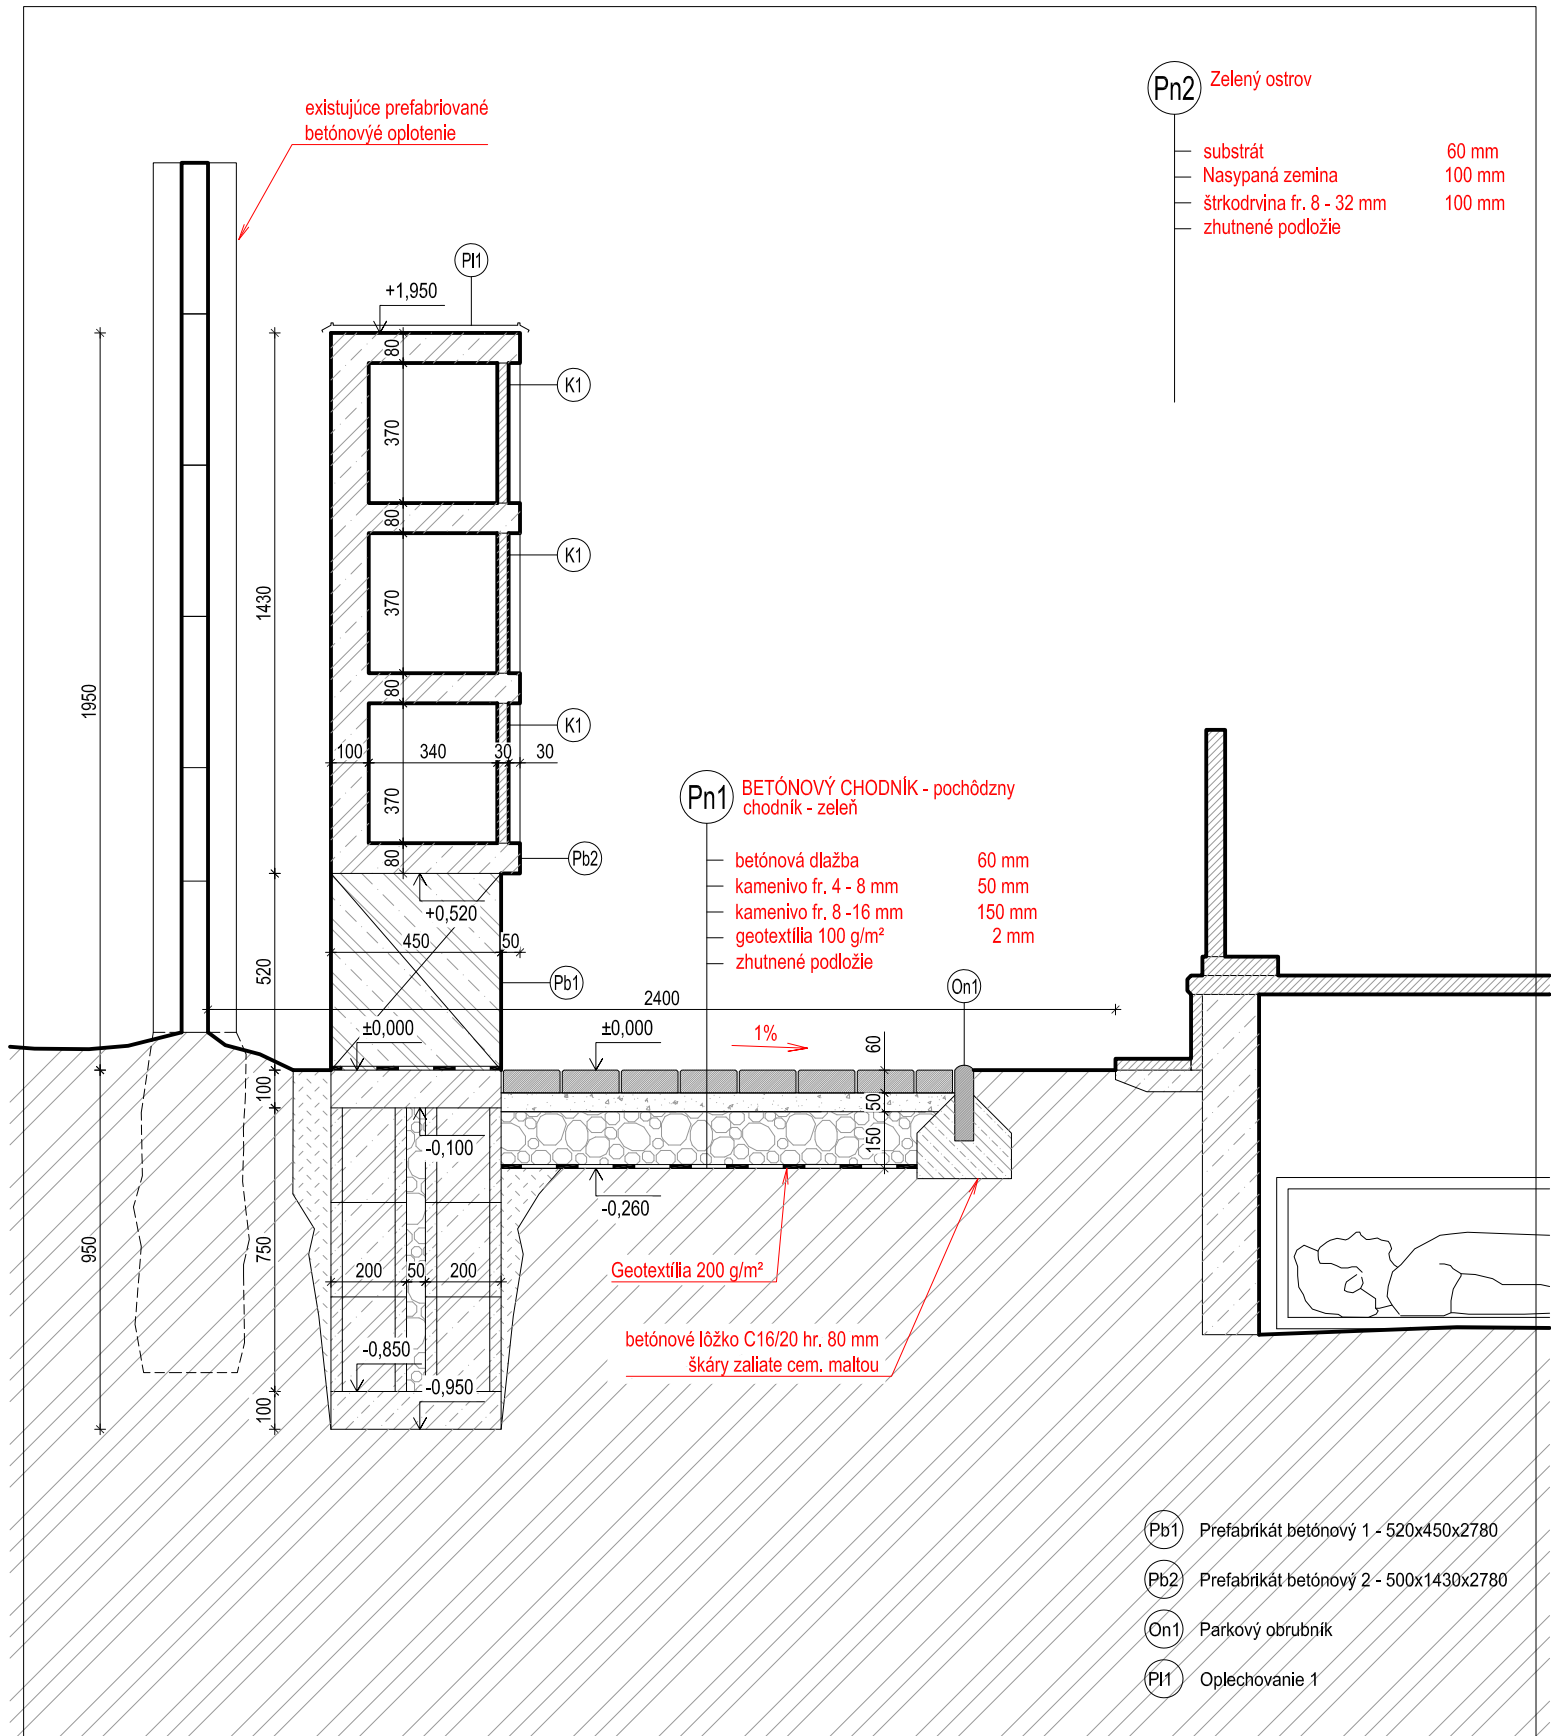 Pn2
Zelený ostrov
substrát 60 mm
Nasypaná zemina 100 mm
štrkodrvina fr. 8 - 32 mm 100 mm
zhutnené podložie
existujúce prefabriované
betónovýé oplotenie
Pl1
+1,950
80
K1
370
80
K1
1430
370
1950
80
K1
100
340
30
30
370
80
Pb2
Pn1
BETÓNOVÝ CHODNÍK - pochôdzny
chodník - zeleň
betónová dlažba 60 mm
kamenivo fr. 4 - 8 mm 50 mm
kamenivo fr. 8 -16 mm 150 mm
geotextília 100 g/m² 2 mm
zhutnené podložie
+0,520
450
50
520
Pb1
On1
2400
±0,000
±0,000
1%
60
100
50
150
-0,100
-0,260
950
750
200
50
200
Geotextília 200 g/m²
betónové lôžko C16/20 hr. 80 mm
škáry zaliate cem. maltou
-0,850
-0,950
100
Pb1 Prefabrikát betónový 1 - 520x450x2780
Pb2 Prefabrikát betónový 2 - 500x1430x2780
On1 Parkový obrubník
Pl1 Oplechovanie 1